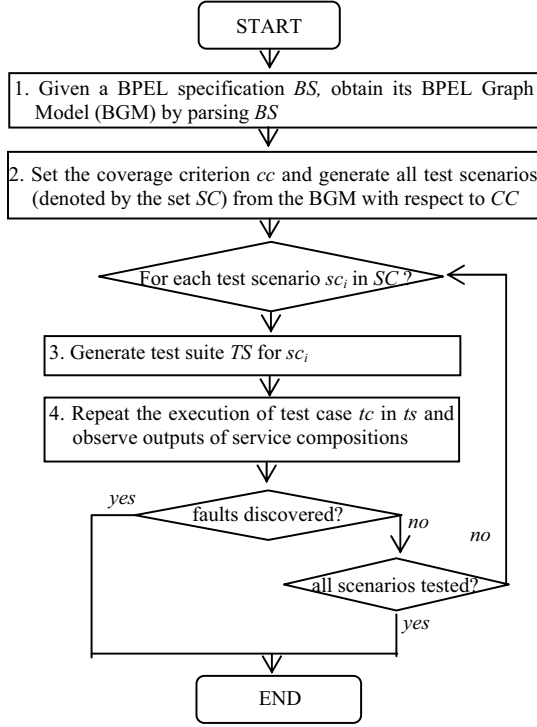 START
1. Given a BPEL specification BS, obtain its BPEL Graph
Model (BGM) by parsing BS
2. Set the coverage criterion cc and generate all test scenarios
(denoted by the set SC) from the BGM with respect to CC
For each test scenario sci in SC ?
3. Generate test suite TS for sci
4. Repeat the execution of test case tc in ts and
observe outputs of service compositions
yes
faults discovered?
no
no
all scenarios tested?
yes
END